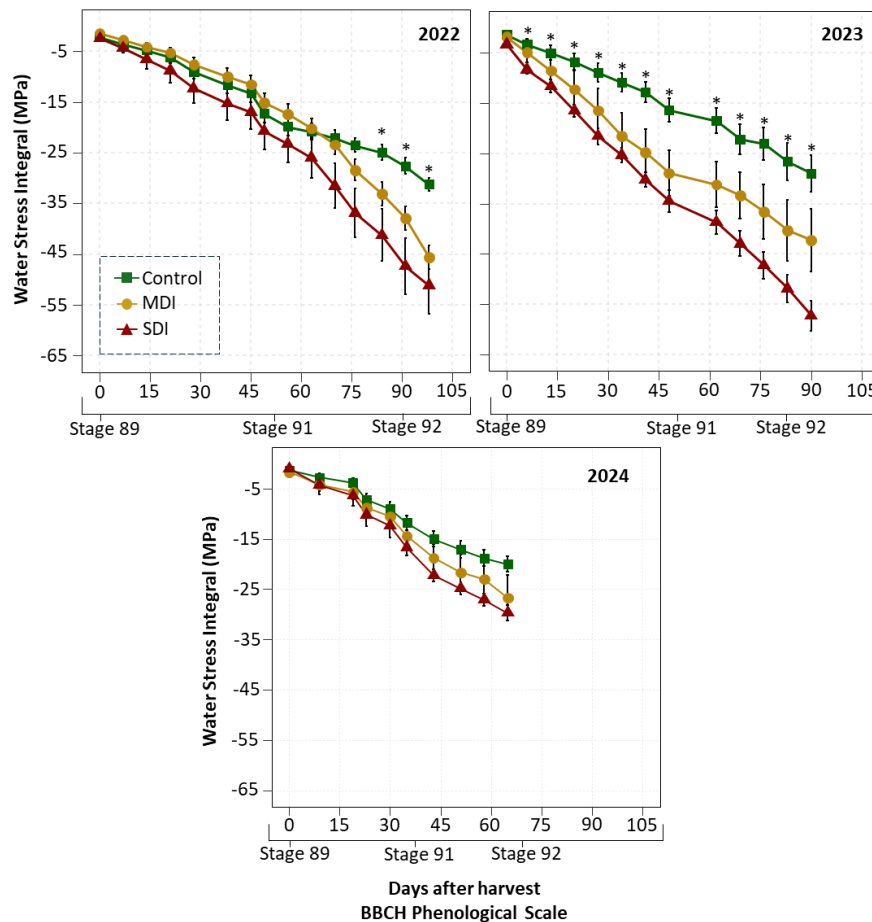 2022
2023
Water Stress Integral (MPa)
-5
-15
-25
-35
-45
-55
-65
Control
MDI
SDI
* * *
* * * * * * * * * * * *
0 15 30 45 60 75 90 105
0 15 30 45 60 75 90 105
Stage 89 Stage 91 Stage 92
Stage 89 Stage 91 Stage 92
2024
Water Stress Integral (MPa)
-5
-15
-25
-35
-45
-55
-65
0 15 30 45 60 75 90 105
Stage 89 Stage 91 Stage 92
Days after harvest
BBCH Phenological Scale